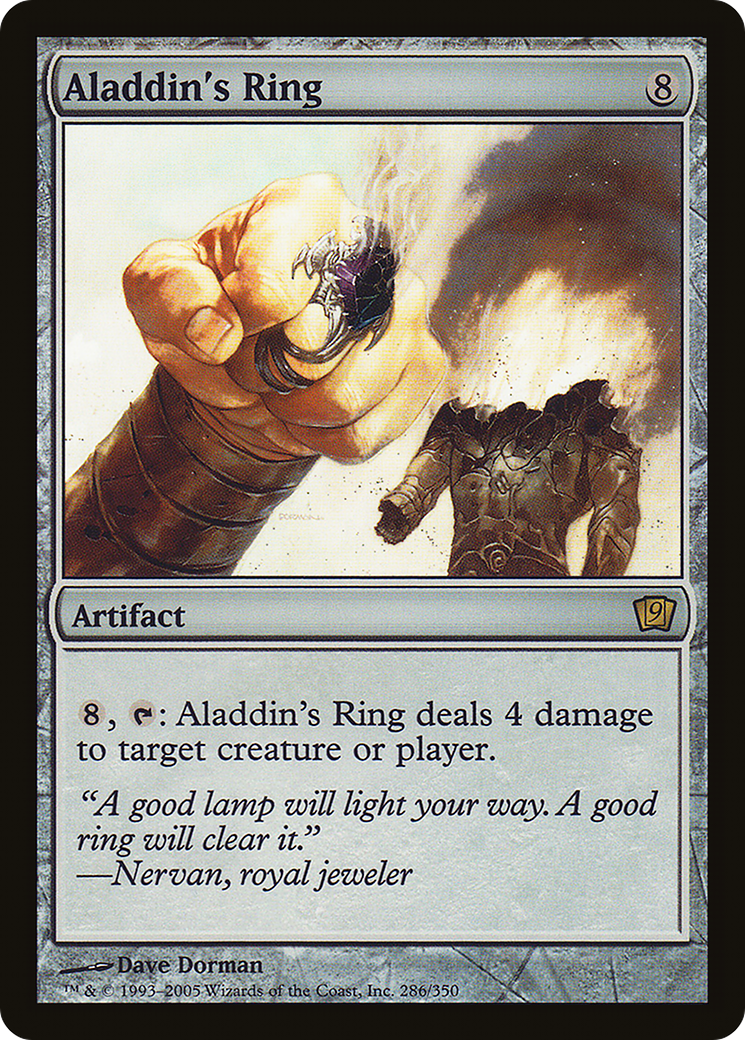 Aladdin's Ring 8
Artifact 9
8, : Aladdin's Ring deals 4 damage
to target creature or player.
“A good lamp will light your way. A good
ring will clear it.”
—Nervan, royal jeweler
Dave Dorman
™ & © 1993–2005 Wizards of the Coast, Inc. 286/350